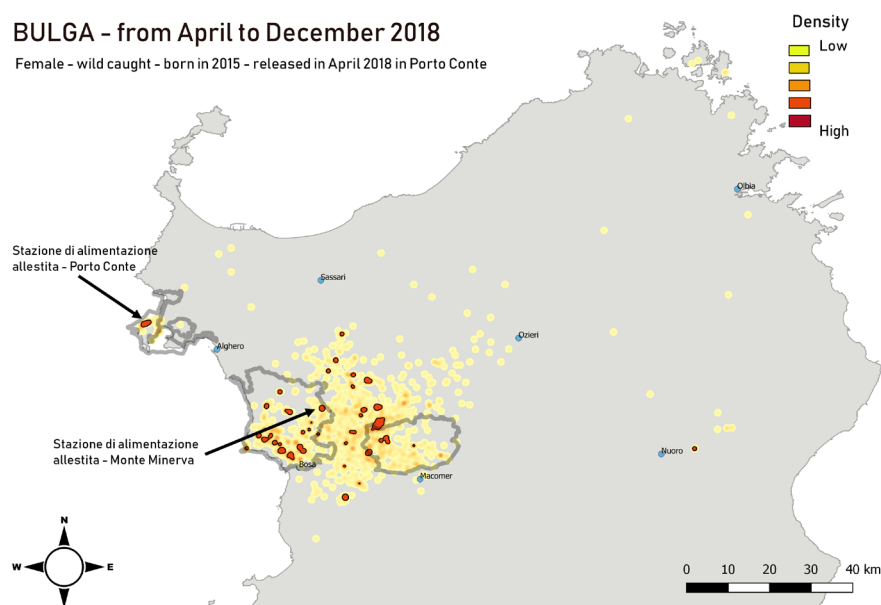 BULGA - from April to December 2018
Female - wild caught - born in 2015 - released in April 2018 in Porto Conte
Density
Low
High
Olbia
Stazione di alimentazione
allestita - Porto Conte
Sassari
Alghero
Ozieri
Stazione di alimentazione
allestita - Monte Minerva
Bosa
Nuoro
Macomer
N
W
E
0 10 20 30 40 km